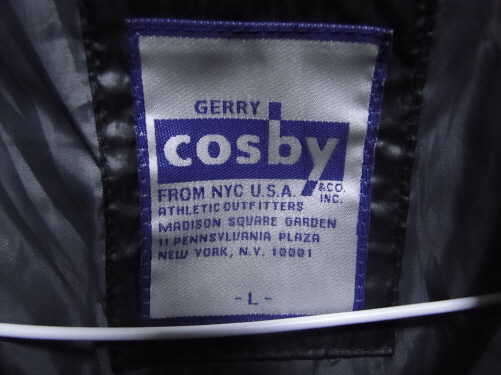 GERRY
cosby
FROM NYC U.S.A. & CO. INC.
ATHLETIC OUTFITTERS
MADISON SQUARE GARDEN
11 PENNSYLVANIA PLAZA
NEW YORK, N.Y. 10001
- L -